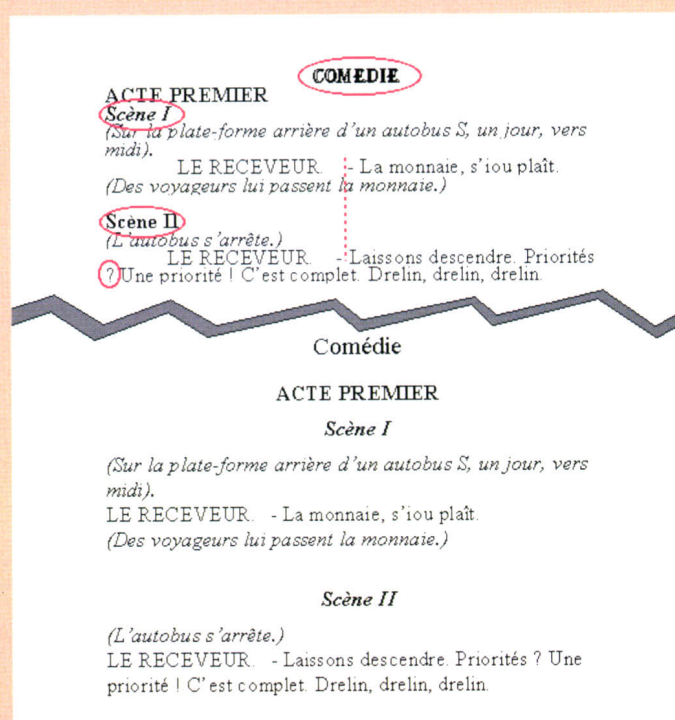 COMEDIE
ACTE PREMIER
Scène I
(Sur la plate-forme arrière d'un autobus S, un jour, vers
midi).
LE RECEVEUR. - La monnaie, s'iou plaît.
(Des voyageurs lui passent la monnaie.)
Scène II
(L'autobus s'arrête.)
LE RECEVEUR. - Laissons descendre. Priorités
? Une priorité ! C'est complet. Drelin, drelin, drelin.
Comédie
ACTE PREMIER
Scène I
(Sur la plate-forme arrière d'un autobus S, un jour, vers
midi).
LE RECEVEUR. - La monnaie, s'iou plaît.
(Des voyageurs lui passent la monnaie.)
Scène II
(L'autobus s'arrête.)
LE RECEVEUR. - Laissons descendre. Priorités ? Une
priorité ! C'est complet. Drelin, drelin, drelin.